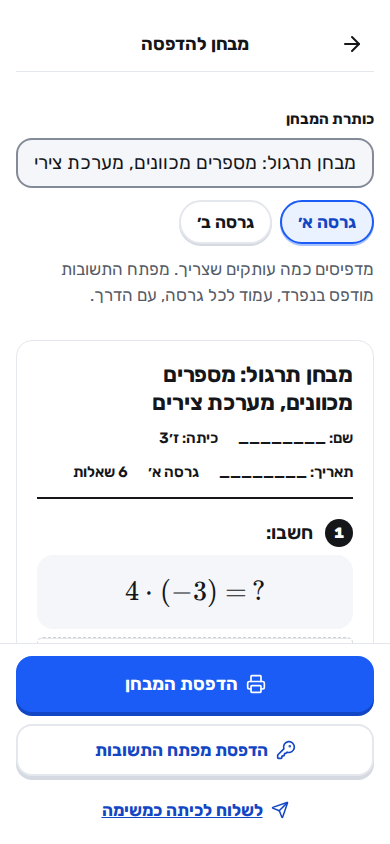 מבחן להדפסה
כותרת המבחן
מבחן תרגול: מספרים מכוונים, מערכת צירי
גרסה א׳
גרסה ב׳
מדפיסים כמה עותקים שצריך. מפתח התשובות
מודפס בנפרד, עמוד לכל גרסה, עם הדרך.
מבחן תרגול: מספרים
מכוונים, מערכת צירים
שם: ________ כיתה: ז׳3
תאריך: ________ גרסה א׳ 6 שאלות
1 חשבו:
4 · (−3) = ?
הדפסת המבחן
הדפסת מפתח התשובות
לשלוח לכיתה כמשימה